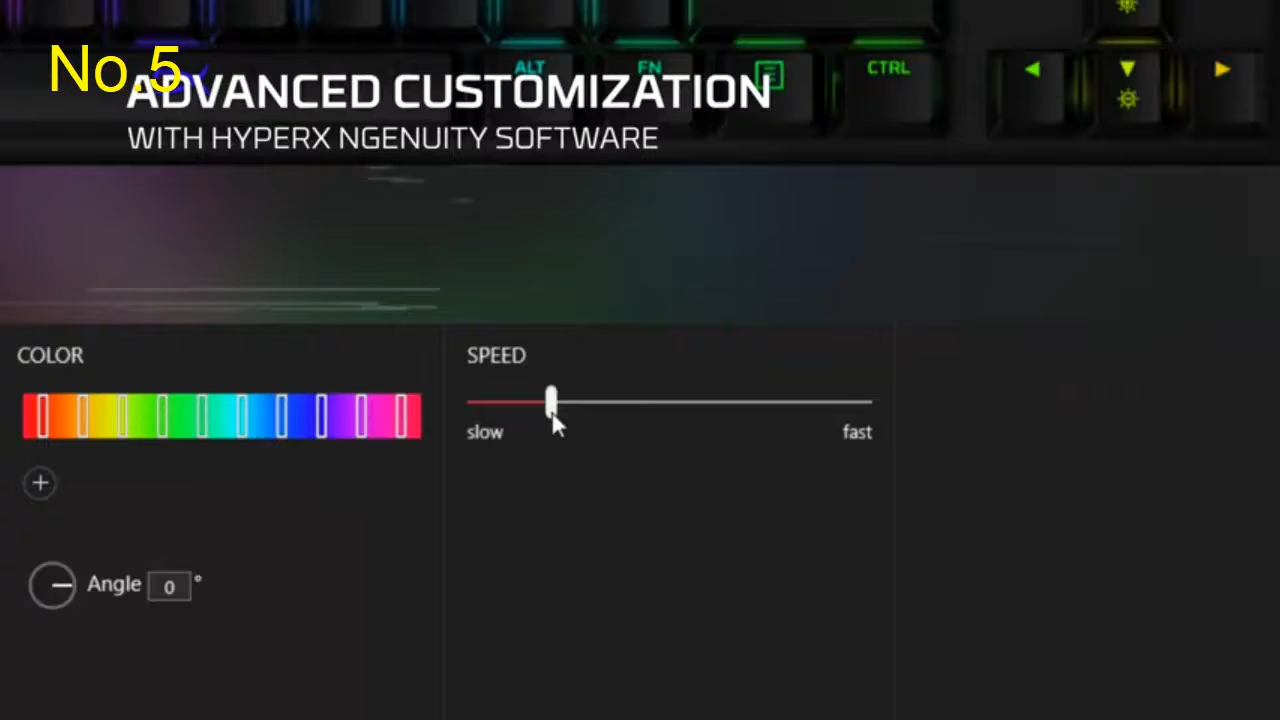 No.5
ALT FN CTRL
ADVANCED CUSTOMIZATION
WITH HYPERX NGENUITY SOFTWARE
COLOR
SPEED
slow fast
Angle 0 °